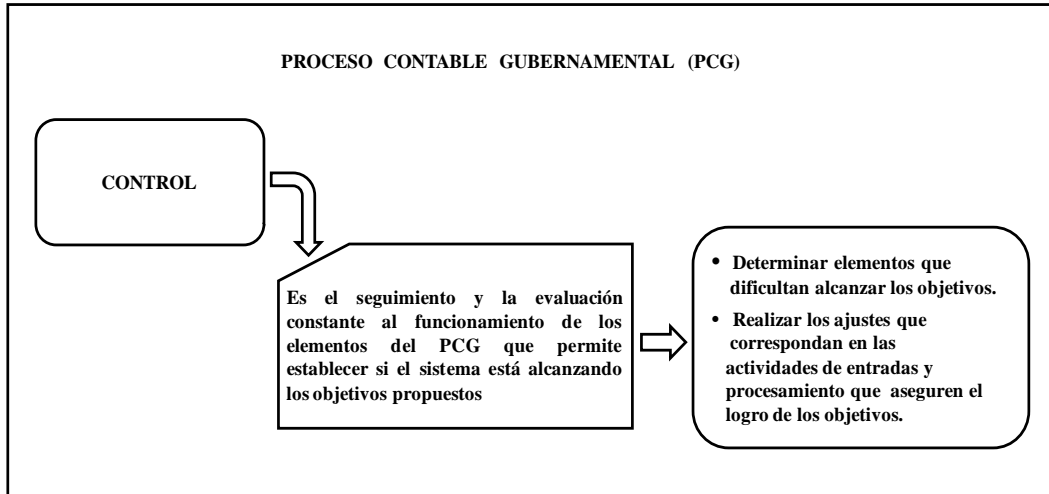 PROCESO CONTABLE GUBERNAMENTAL (PCG)
CONTROL
Es el seguimiento y la evaluación
constante al funcionamiento de los
elementos del PCG que permite
establecer si el sistema está alcanzando
los objetivos propuestos
• Determinar elementos que
dificultan alcanzar los objetivos.
• Realizar los ajustes que
correspondan en las
actividades de entradas y
procesamiento que aseguren el
logro de los objetivos.